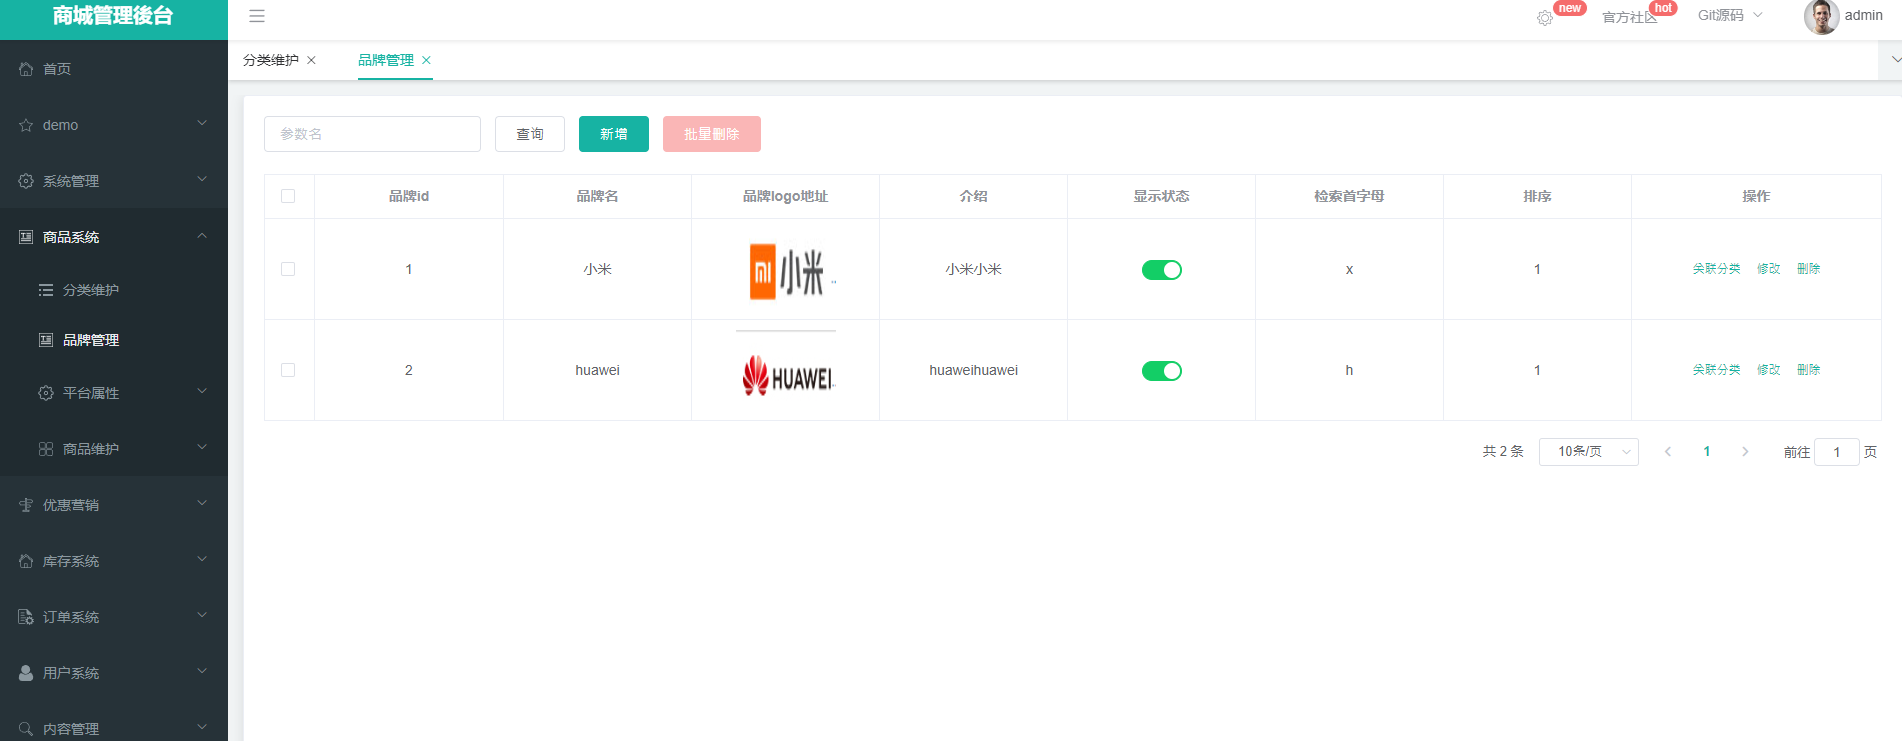 商城管理後台
new
官方社区
hot
Git源码
admin
分类维护
品牌管理
首页
demo
系统管理
商品系统
分类维护
品牌管理
平台属性
商品维护
优惠营销
库存系统
订单系统
用户系统
内容管理
参数名 查询 新增 批量删除
品牌id 品牌名 品牌logo地址 介绍 显示状态 检索首字母 排序 操作
1 小米 mi小米 小米小米 x 1 关联分类 修改 删除
2 huawei HUAWEI huaweihuawei h 1 关联分类 修改 删除
共 2 条 10条/页 1 前往 1 页